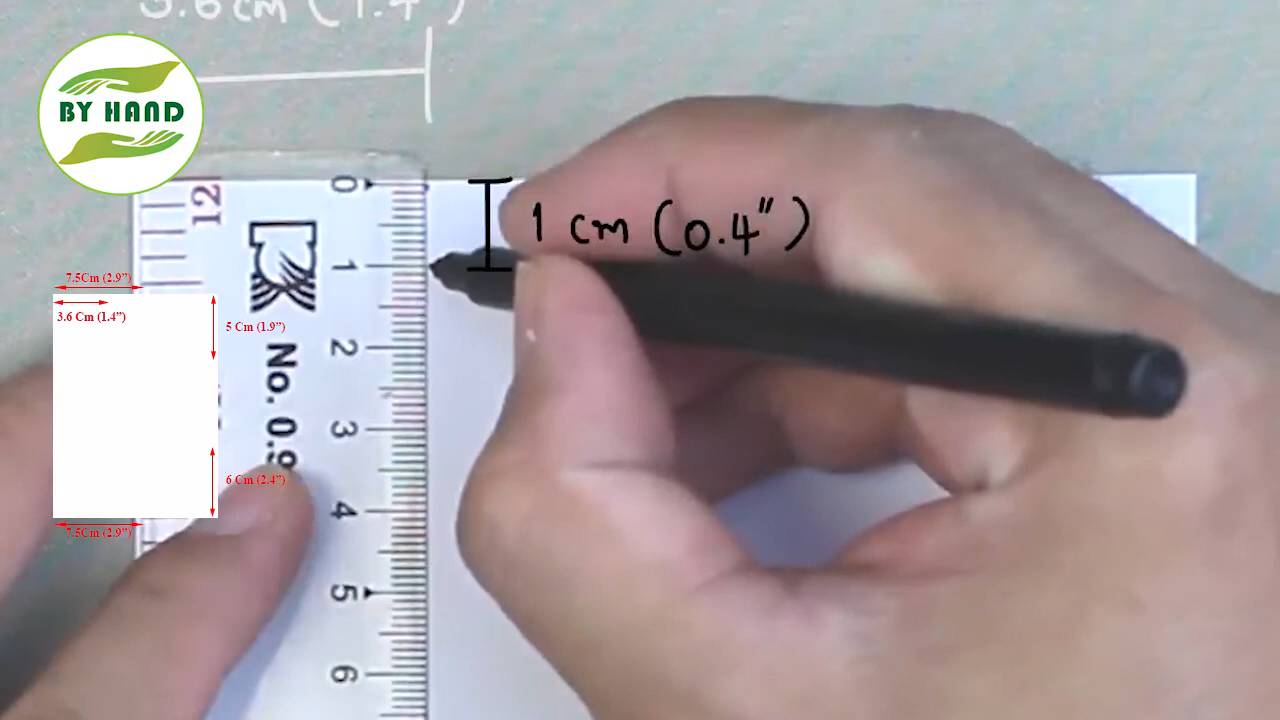 3.6cm (1.4")
BY HAND
12
0
1 cm (0.4")
1
7.5Cm (2.9”)
3.6 Cm (1.4”)
5 Cm (1.9”)
2
No. 0.9
3
6 Cm (2.4”)
4
7.5Cm (2.9”)
5
6